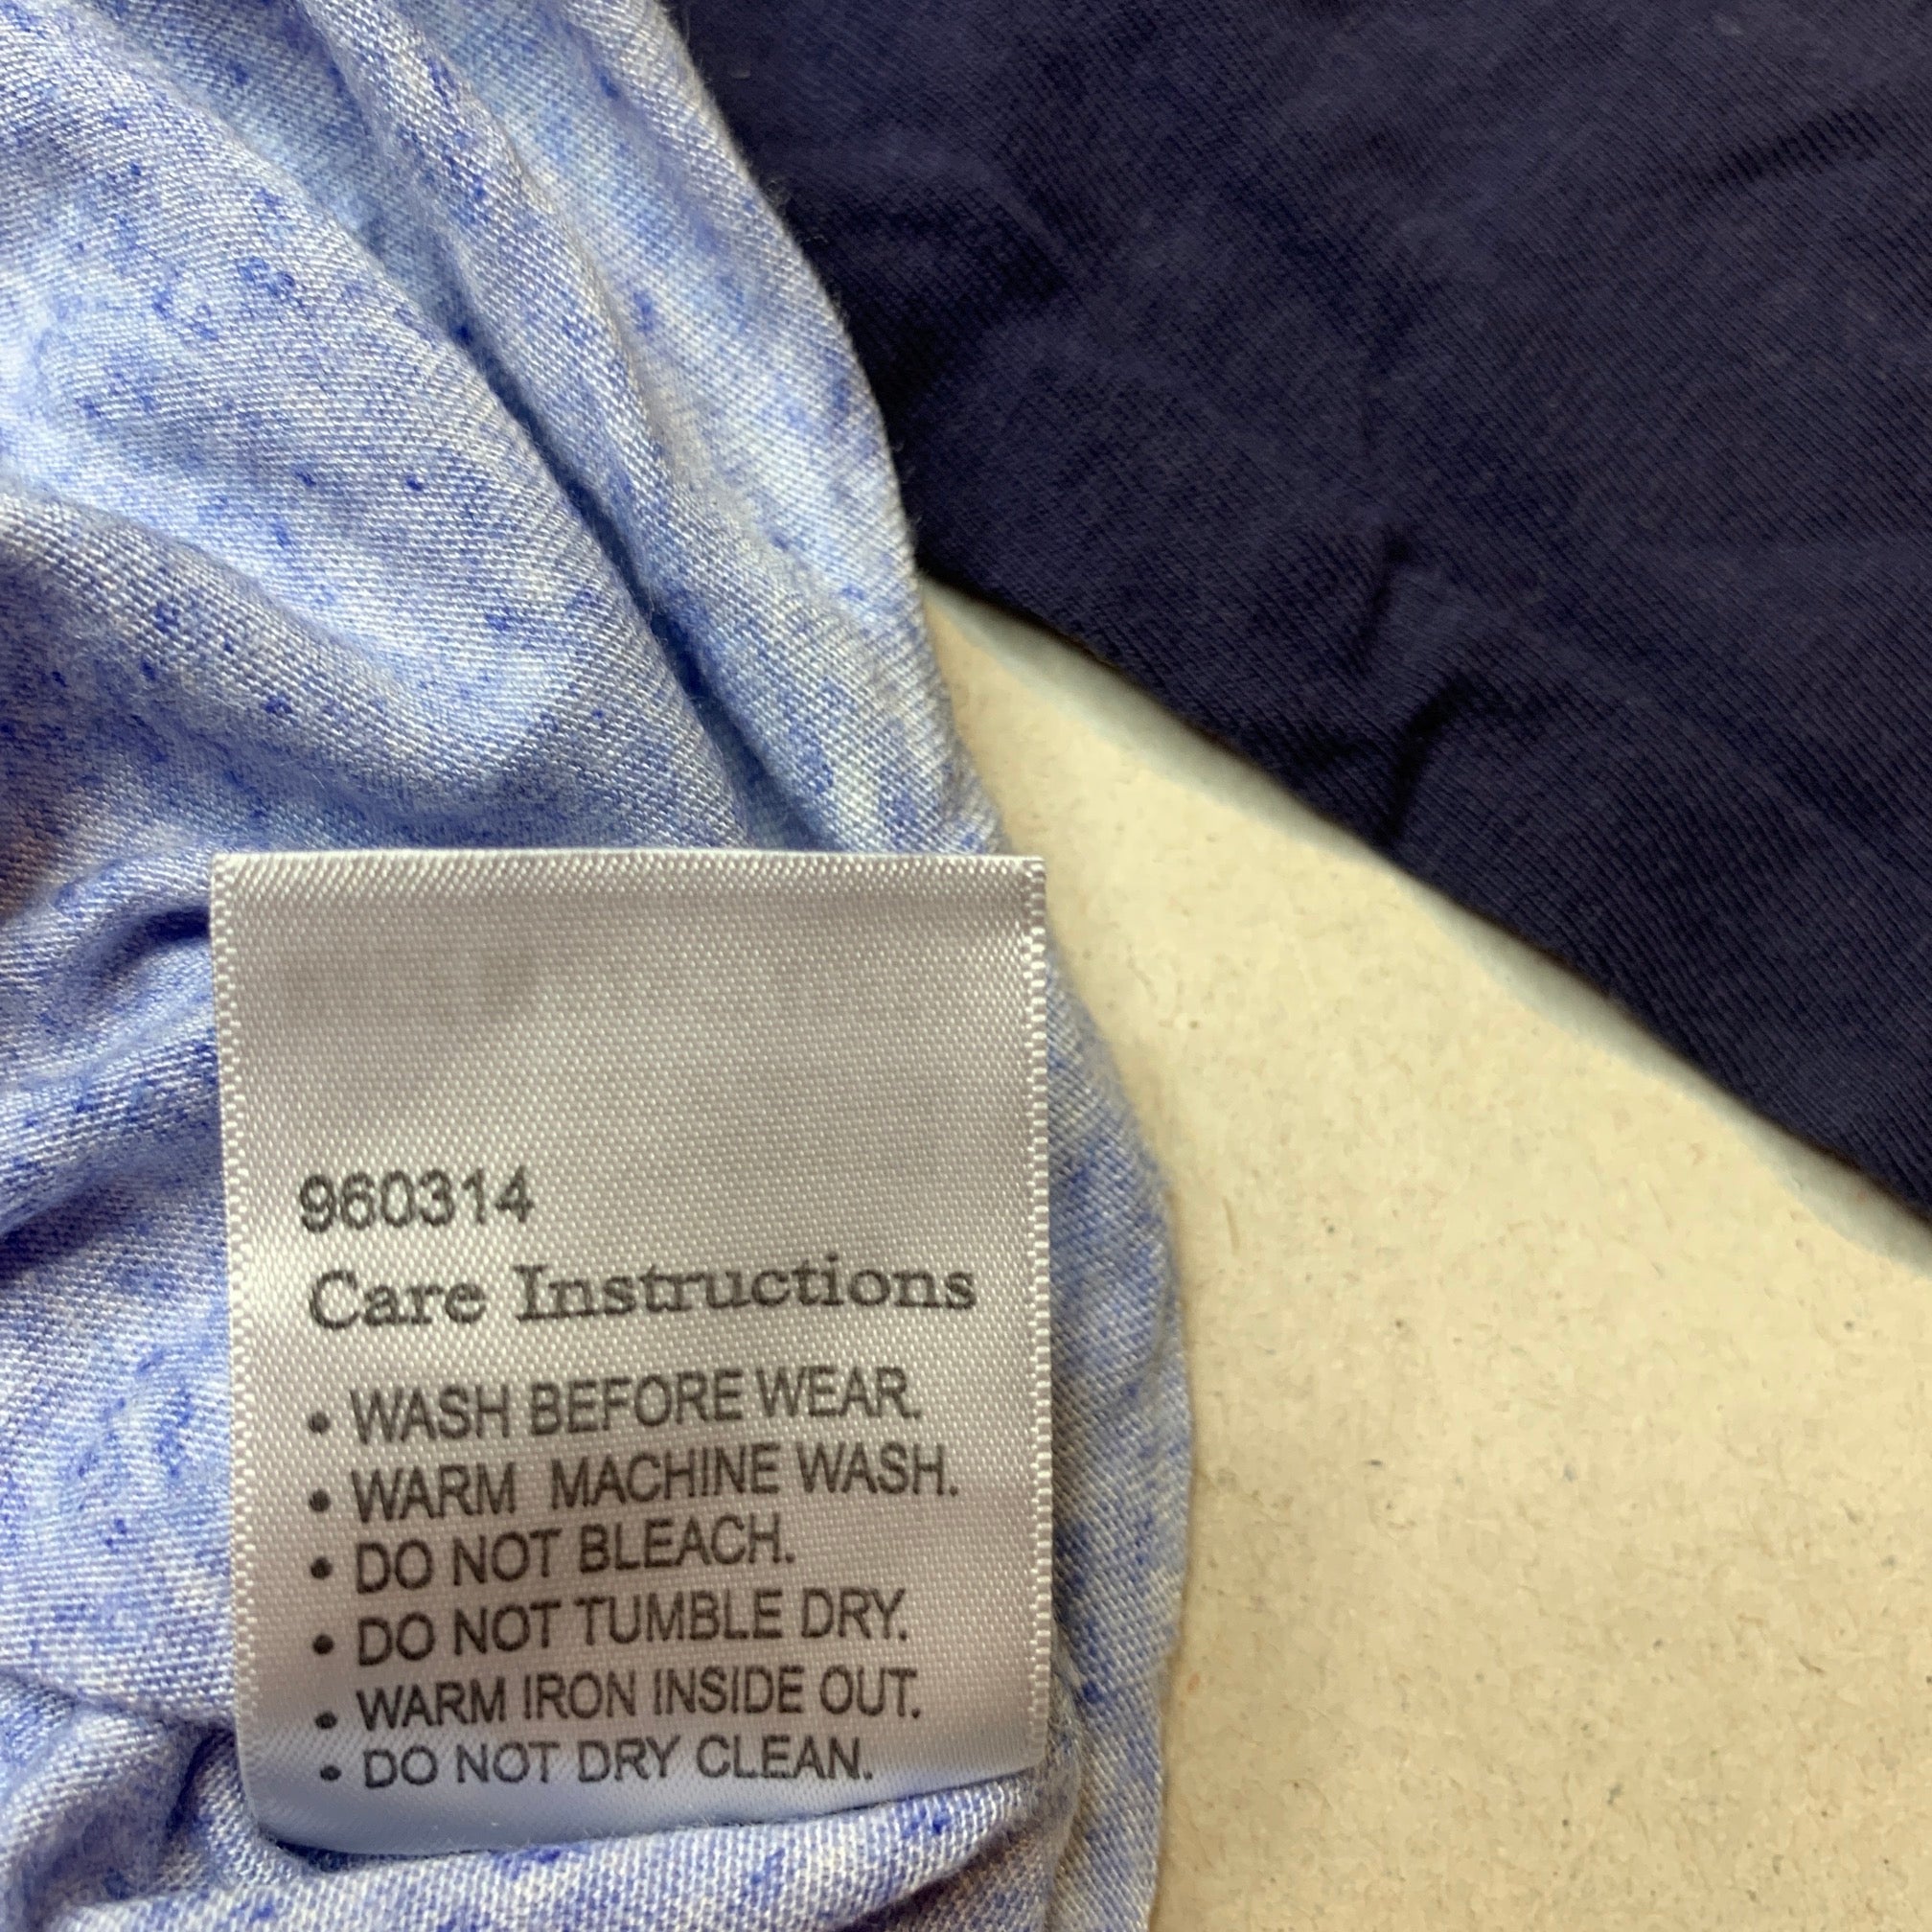 960314
Care Instructions
• WASH BEFORE WEAR.
• WARM MACHINE WASH.
• DO NOT BLEACH.
• DO NOT TUMBLE DRY.
• WARM IRON INSIDE OUT.
• DO NOT DRY CLEAN.